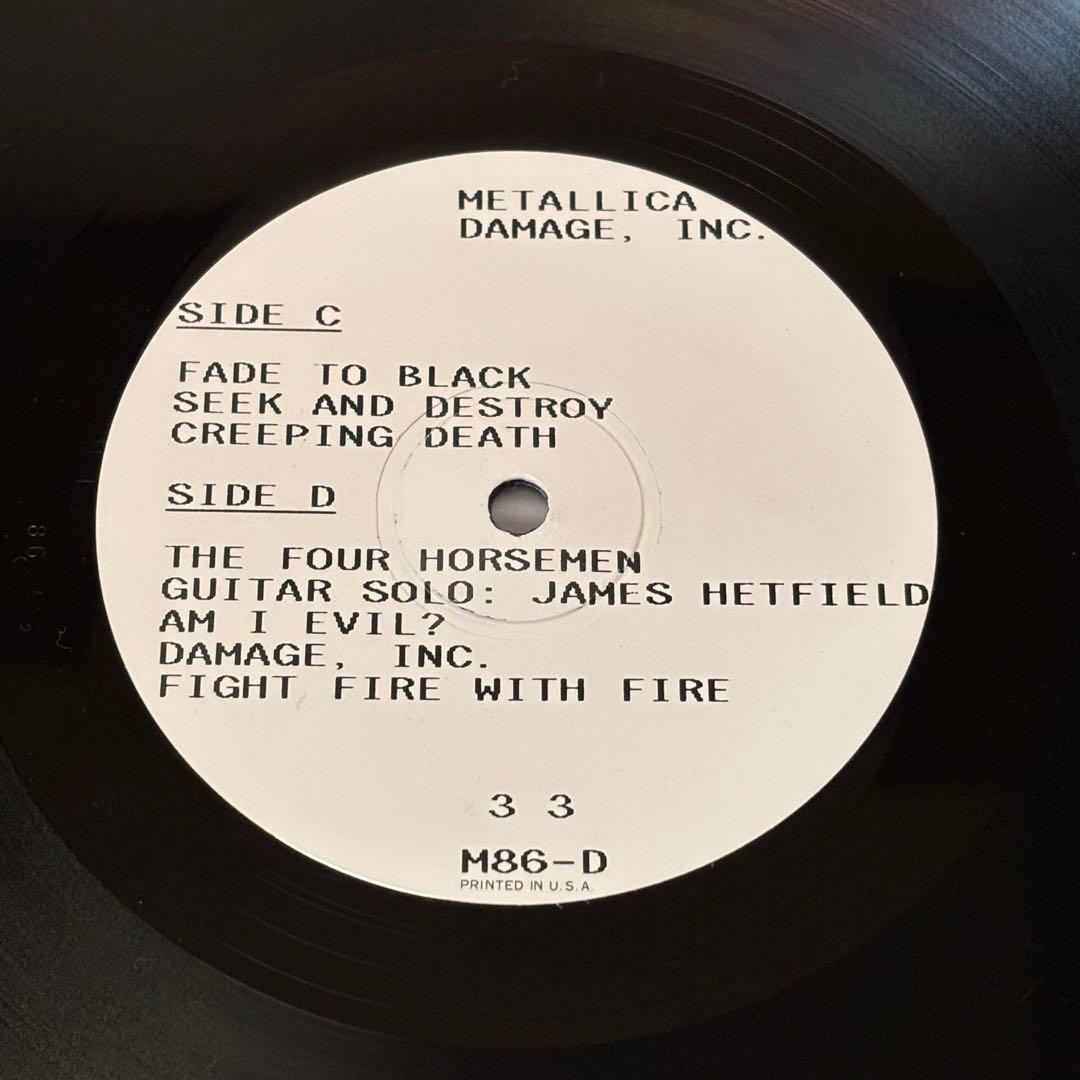 METALLICA
DAMAGE, INC.
SIDE C
FADE TO BLACK
SEEK AND DESTROY
CREEPING DEATH
SIDE D
THE FOUR HORSEMEN
GUITAR SOLO: JAMES HETFIELD
AM I EVIL?
DAMAGE, INC.
FIGHT FIRE WITH FIRE
3 3
M86-D
PRINTED IN U.S.A.